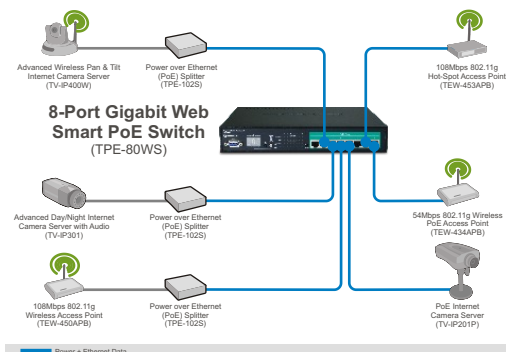 Advanced Wireless Pan & Tilt
Internet Camera Server
(TV-IP400W)
Power over Ethernet
(PoE) Splitter
(TPE-102S)
108Mbps 802.11g
Hot-Spot Access Point
(TEW-453APB)
8-Port Gigabit Web
Smart PoE Switch
(TPE-80WS)
Advanced Day/Night Internet
Camera Server with Audio
(TV-IP301)
Power over Ethernet
(PoE) Splitter
(TPE-102S)
54Mbps 802.11g Wireless
PoE Access Point
(TEW-434APB)
108Mbps 802.11g
Wireless Access Point
(TEW-450APB)
Power over Ethernet
(PoE) Splitter
(TPE-102S)
PoE Internet
Camera Server
(TV-IP201P)
Power + Ethernet Data